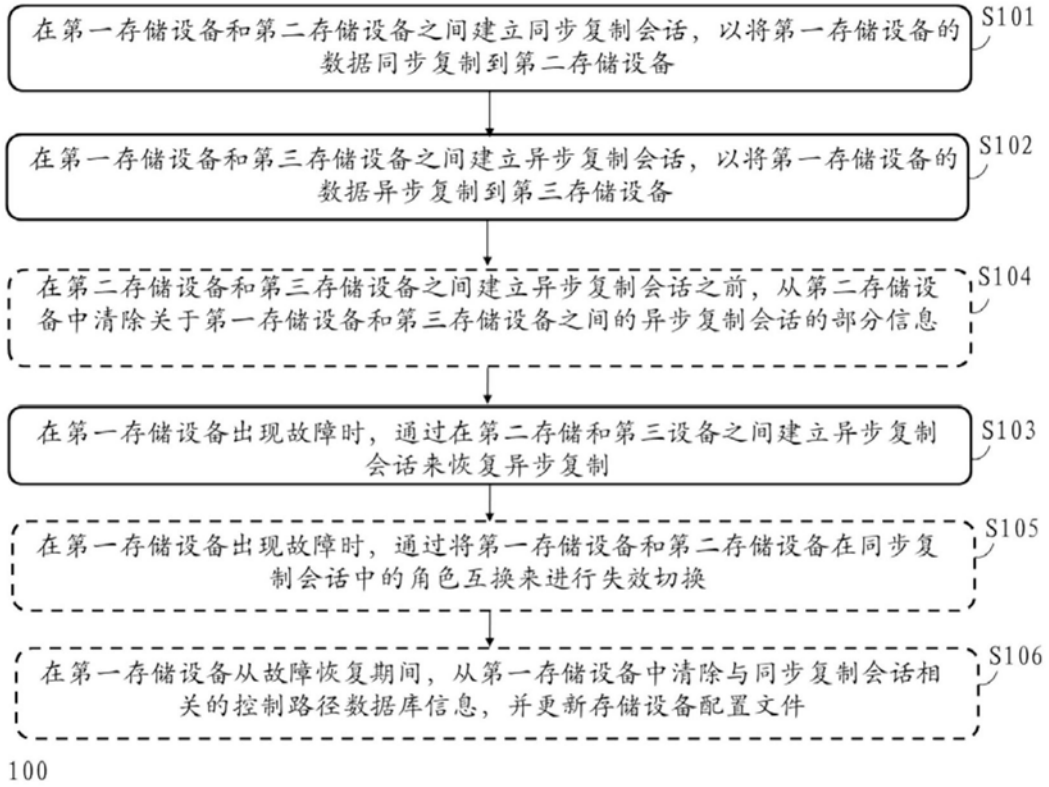 在第一存储设备和第二存储设备之间建立同步复制会话，以将第一存储设备的
数据同步复制到第二存储设备
S101
在第一存储设备和第三存储设备之间建立异步复制会话，以将第一存储设备的
数据异步复制到第三存储设备
S102
在第二存储设备和第三存储设备之间建立异步复制会话之前，从第二存储设
备中清除关于第一存储设备和第三存储设备之间的异步复制会话的部分信息
S104
在第一存储设备出现故障时，通过在第二存储和第三设备之间建立异步复制
会话来恢复异步复制
S103
在第一存储设备出现故障时，通过将第一存储设备和第二存储设备在同步复
制会话中的角色互换来进行失效切换
S105
在第一存储设备从故障恢复期间，从第一存储设备中清除与同步复制会话相
关的控制路径数据库信息，并更新存储设备配置文件
S106
100